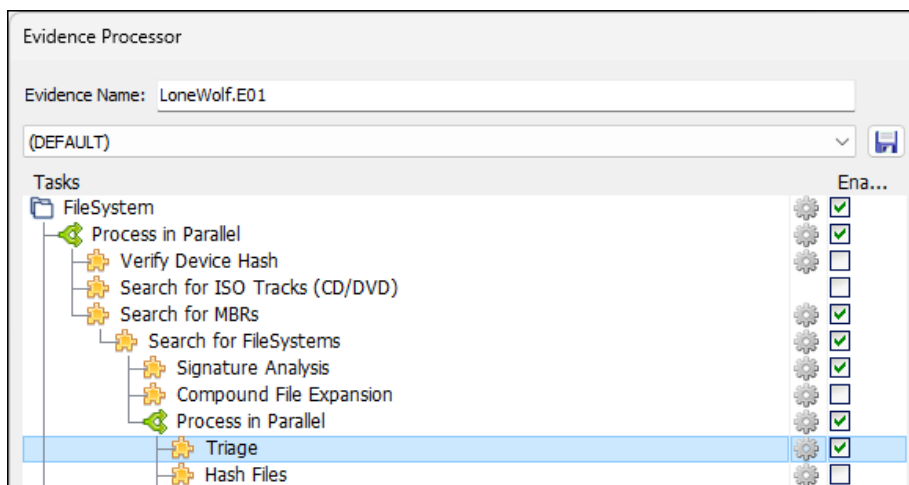 Evidence Processor
Evidence Name: LoneWolf.E01
(DEFAULT)
Tasks Ena...
FileSystem
Process in Parallel
Verify Device Hash
Search for ISO Tracks (CD/DVD)
Search for MBRs
Search for FileSystems
Signature Analysis
Compound File Expansion
Process in Parallel
Triage
Hash Files